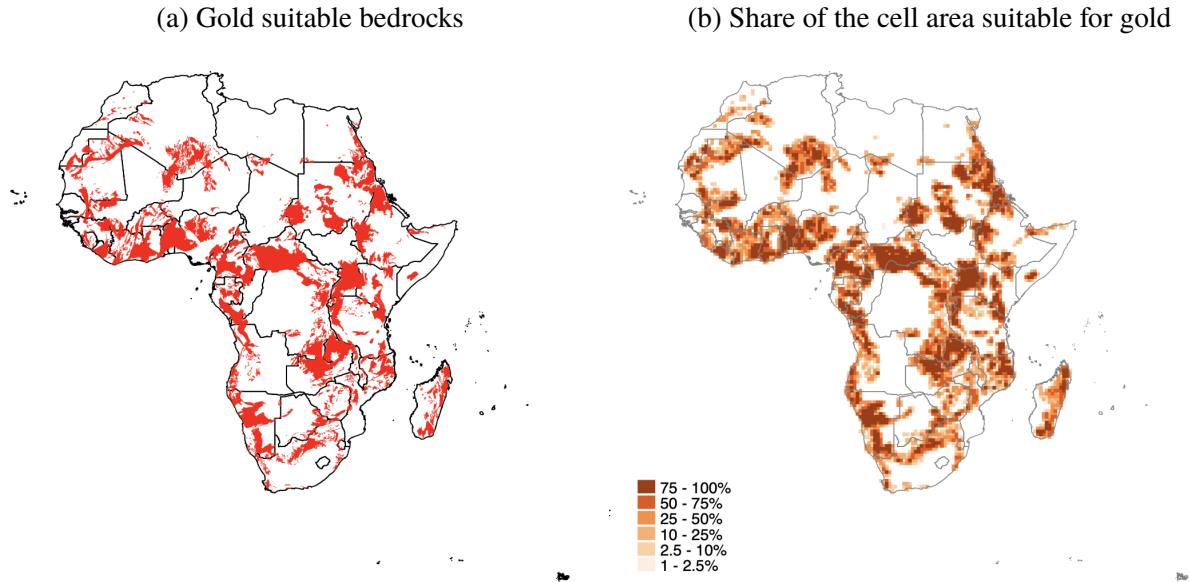 (a) Gold suitable bedrocks
(b) Share of the cell area suitable for gold
75 - 100%
50 - 75%
25 - 50%
10 - 25%
2.5 - 10%
1 - 2.5%